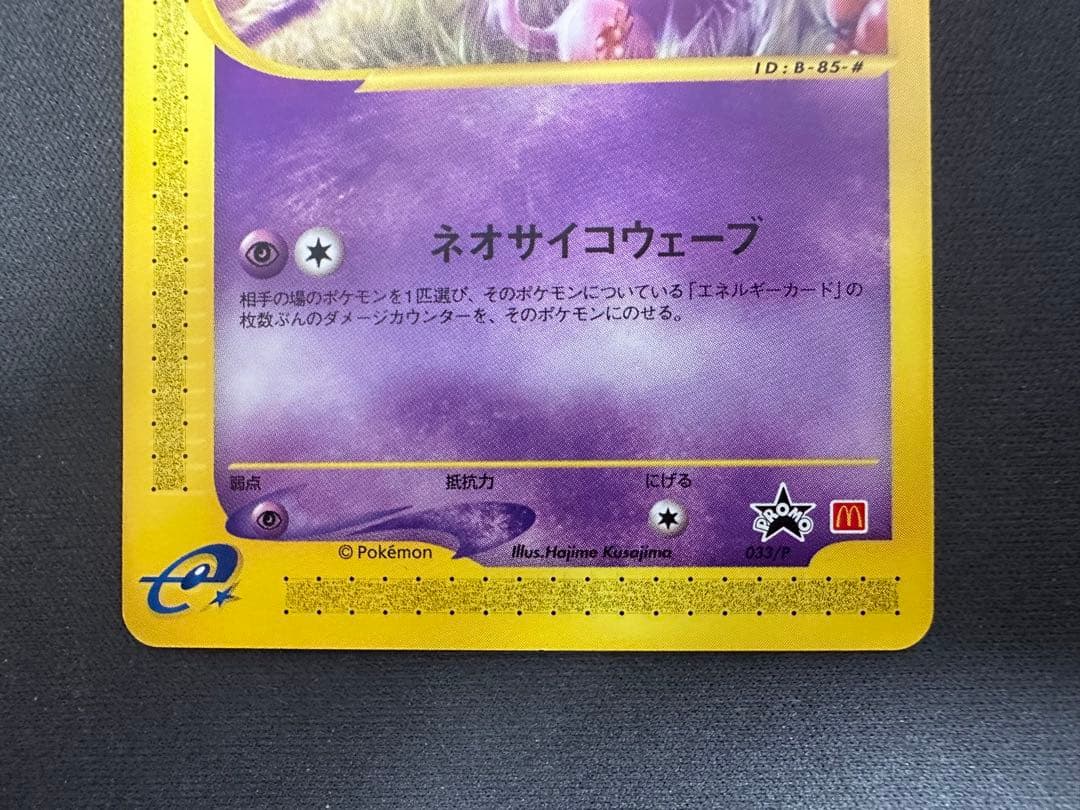 ID:B-85-#
ネオサイコウェーブ
相手の場のポケモンを1匹選び、そのポケモンについている「エネルギーカード」の
枚数ぶんのダメージカウンターを、そのポケモンにのせる。
弱点 抵抗力 にげる
PROMO
© Pokémon Illus.Hajime Kusajima 033/P